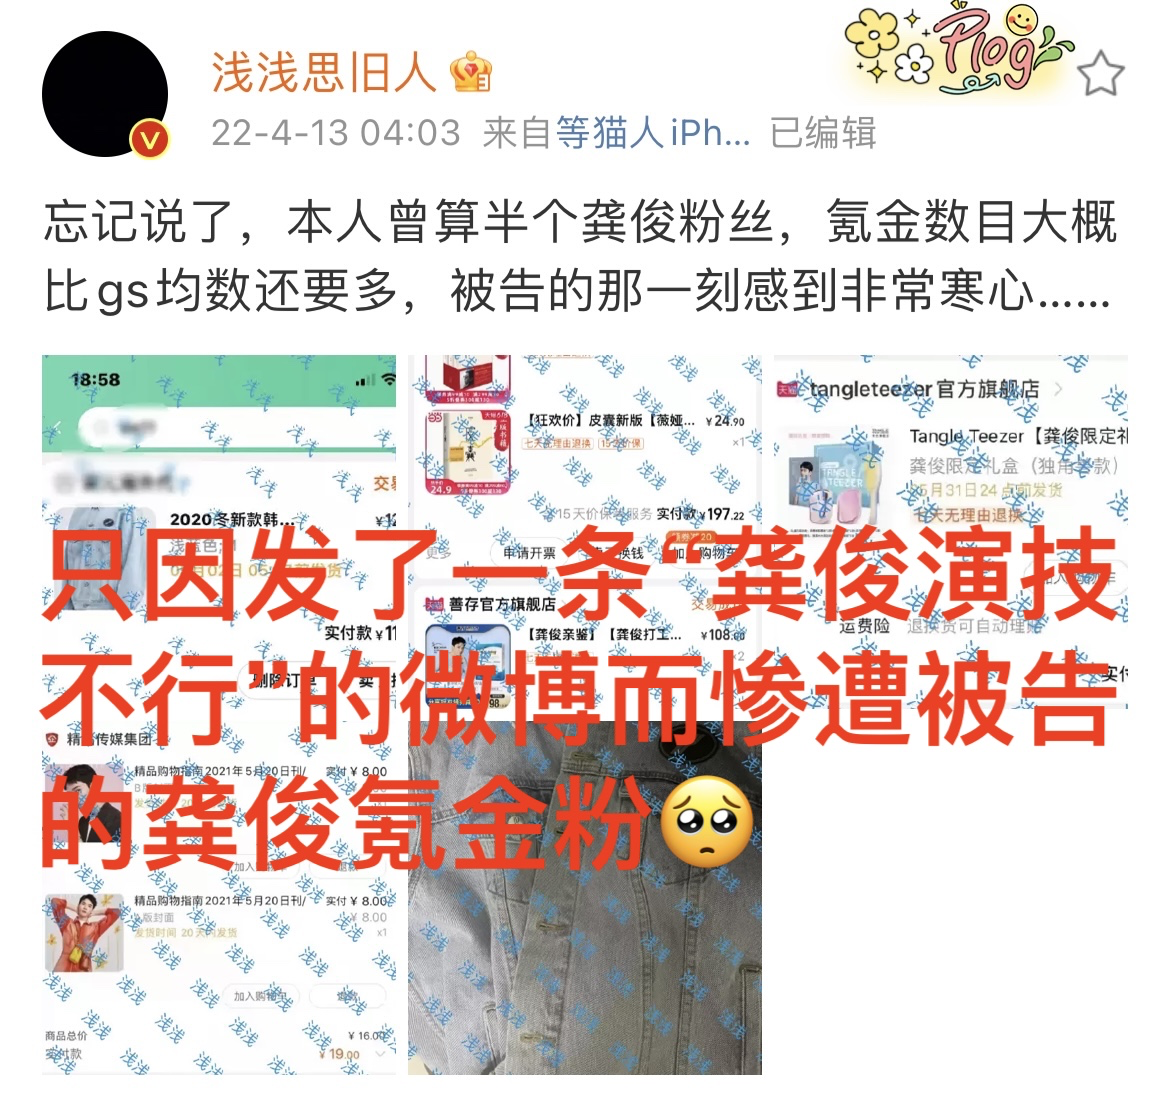 浅浅思旧人
Plog
22-4-13 04:03 来自等猫人iPh... 已编辑
忘记说了，本人曾算半个龚俊粉丝，氪金数目大概
比gs均数还要多，被告的那一刻感到非常寒心......
18:58
2020冬新款韩...
实付款
删除订单
【狂欢价】皮囊新版【薇娅... ¥24.90
七天无理由退换
x1
24.9
15天价保 服务 实付款¥197.22
更多
申请开票
加入购物车
善存官方旗舰店
【龚俊亲鉴】【龚俊打工... ¥108.00
98
天猫 tangleteezer官方旗舰店
Tangle Teezer【龚俊限定礼
龚俊限定礼盒（独角 款）
5月31日24点前发货
七天无理由退换
运费险 退换货可自动理
只因发了一条“龚俊演技
不行”的微博而惨遭被告
的龚俊氪金粉
精 传媒集团
精品购物指南2021年5月20日刊/ 实付 ¥ 8.00
精品购物指南2021年5月20日刊/ 实付 ¥ 8.00
版封面 ¥ 8.00
发货时间 20天内发货 x1
加入购物车
商品总价 ¥ 16.00
实付款 ¥ 19.00
浅浅